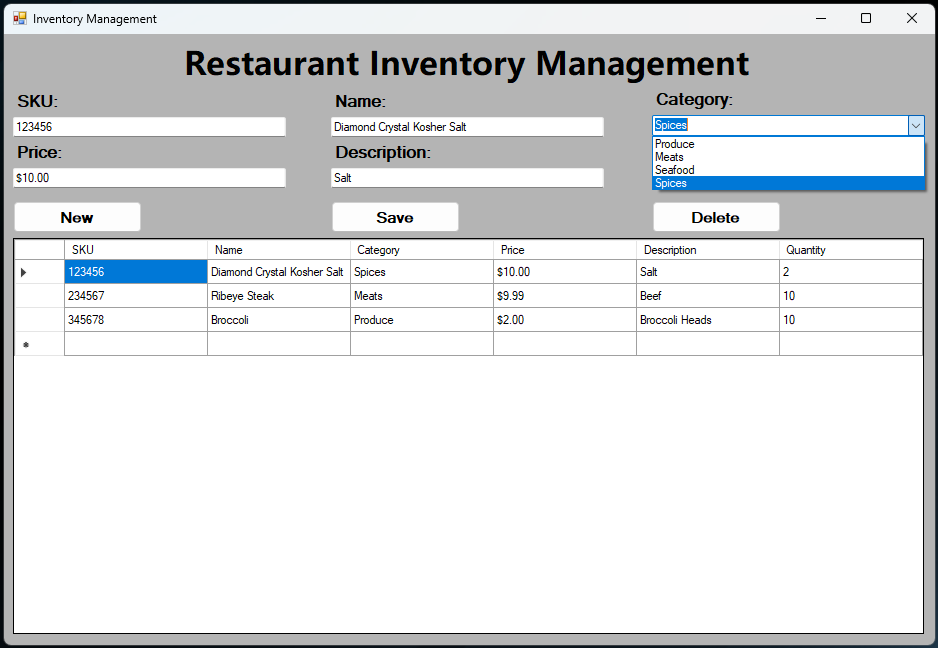 Inventory Management
Restaurant Inventory Management
SKU: Name: Category:
123456 Diamond Crystal Kosher Salt Spices
Price: Description: Produce
Meats
Seafood
$10.00 Salt Spices
New Save Delete
SKU Name Category Price Description Quantity
123456 Diamond Crystal Kosher Salt Spices $10.00 Salt 2
234567 Ribeye Steak Meats $9.99 Beef 10
345678 Broccoli Produce $2.00 Broccoli Heads 10